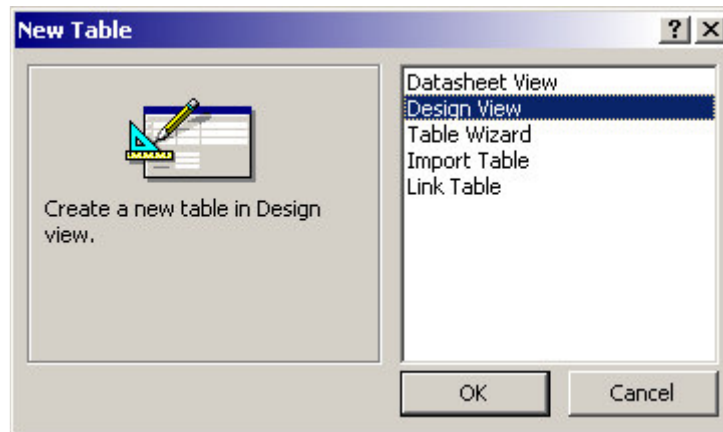 New Table
Create a new table in Design
view.
Datasheet View
Design View
Table Wizard
Import Table
Link Table
OK
Cancel